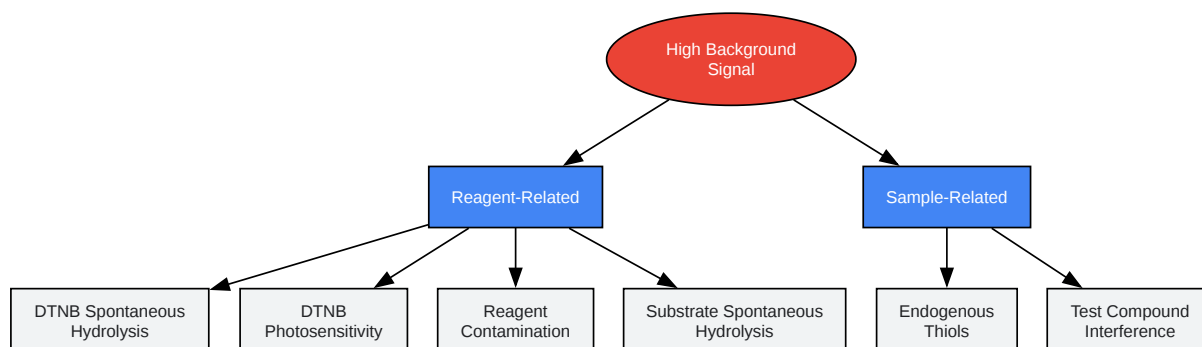 High Background
Signal
Reagent-Related
Sample-Related
DTNB Spontaneous
Hydrolysis
DTNB
Photosensitivity
Reagent
Contamination
Substrate Spontaneous
Hydrolysis
Endogenous
Thiols
Test Compound
Interference